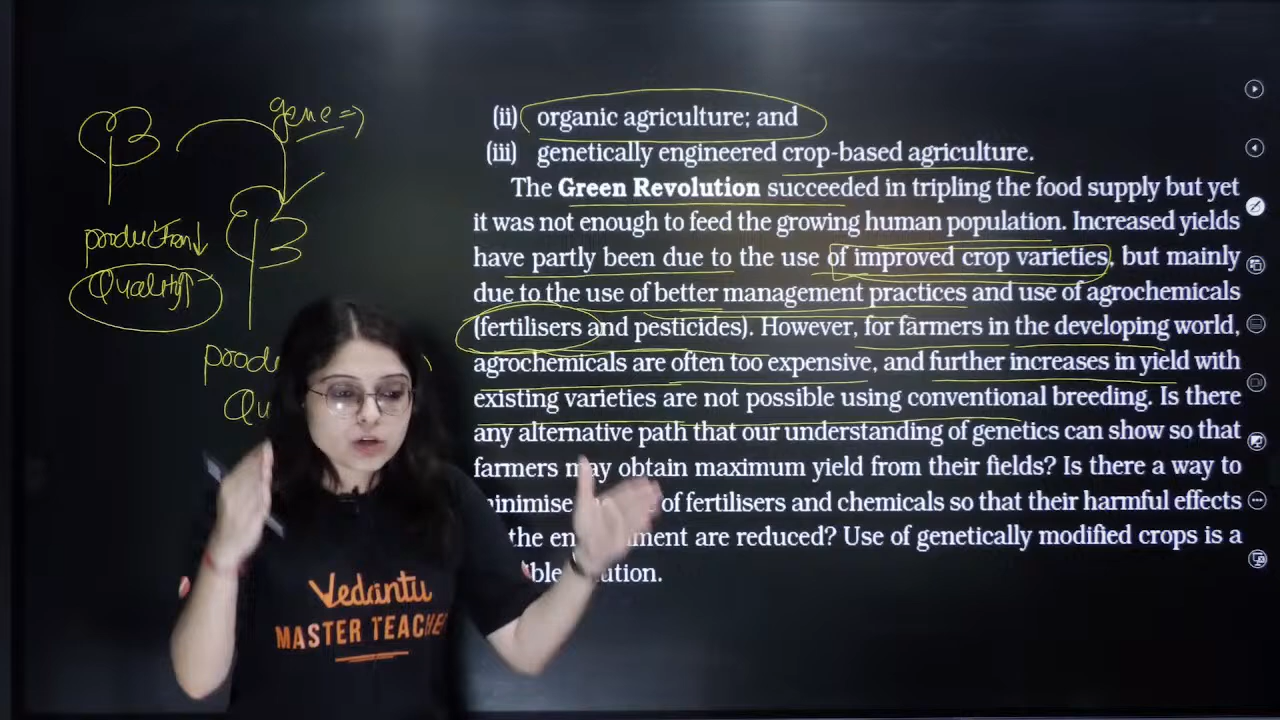 gene =>
production↓
Quality↑
prod
Qu
(ii) organic agriculture; and
(iii) genetically engineered crop-based agriculture.
The Green Revolution succeeded in tripling the food supply but yet
it was not enough to feed the growing human population. Increased yields
have partly been due to the use of improved crop varieties, but mainly
due to the use of better management practices and use of agrochemicals
(fertilisers and pesticides). However, for farmers in the developing world,
agrochemicals are often too expensive, and further increases in yield with
existing varieties are not possible using conventional breeding. Is there
any alternative path that our understanding of genetics can show so that
farmers may obtain maximum yield from their fields? Is there a way to
inimise of fertilisers and chemicals so that their harmful effects
the en ment are reduced? Use of genetically modified crops is a
ible ution.
Vedantu
MASTER TEACHE